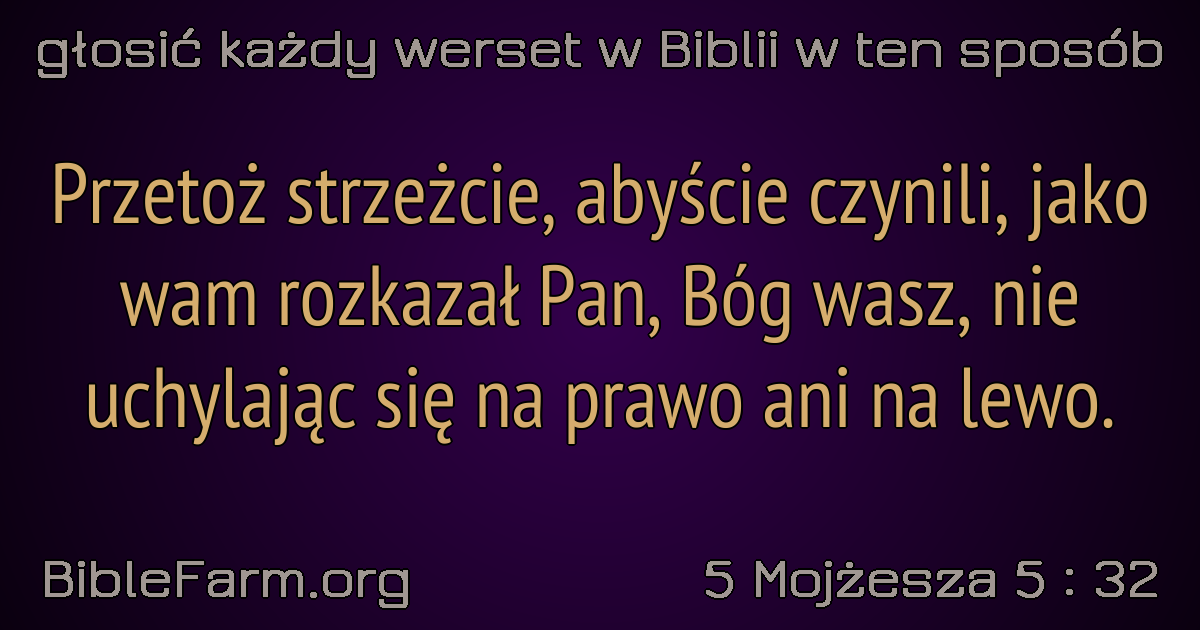 głosić każdy werset w Biblii w ten sposób
Przetoż strzeżcie, abyście czynili, jako
wam rozkazał Pan, Bóg wasz, nie
uchylając się na prawo ani na lewo.
BibleFarm.org
5 Mojżesza 5 : 32